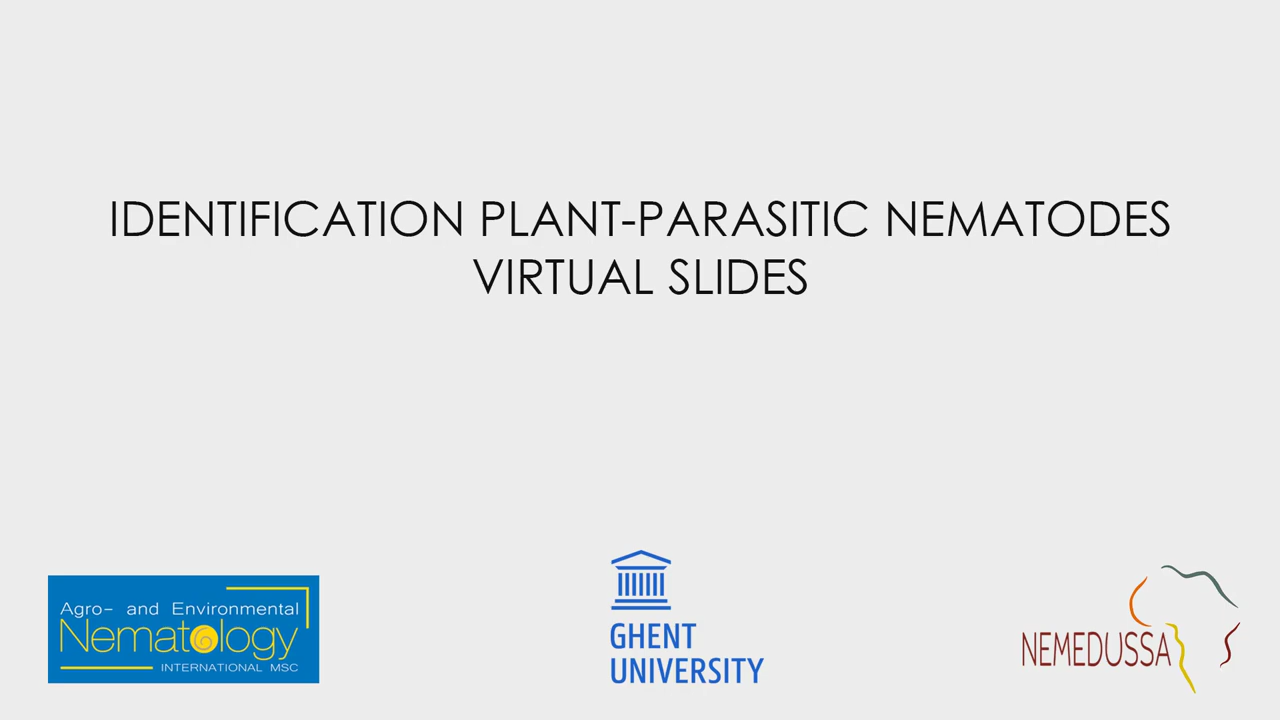 IDENTIFICATION PLANT-PARASITIC NEMATODES
VIRTUAL SLIDES
Agro- and Environmental
Nematology
INTERNATIONAL MSC
GHENT
UNIVERSITY
NEMEDUSSA